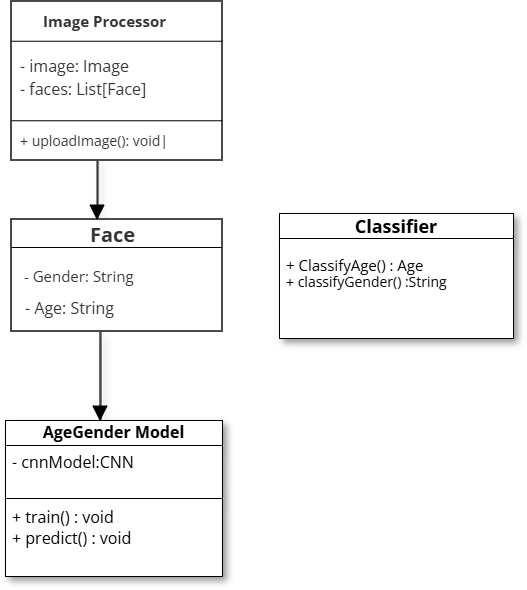 Image Processor
- image: Image
- faces: List[Face]
+ uploadImage(): void|
Face
- Gender: String
- Age: String
AgeGender Model
- cnnModel:CNN
+ train() : void
+ predict() : void
Classifier
+ ClassifyAge() : Age
+ classifyGender() :String